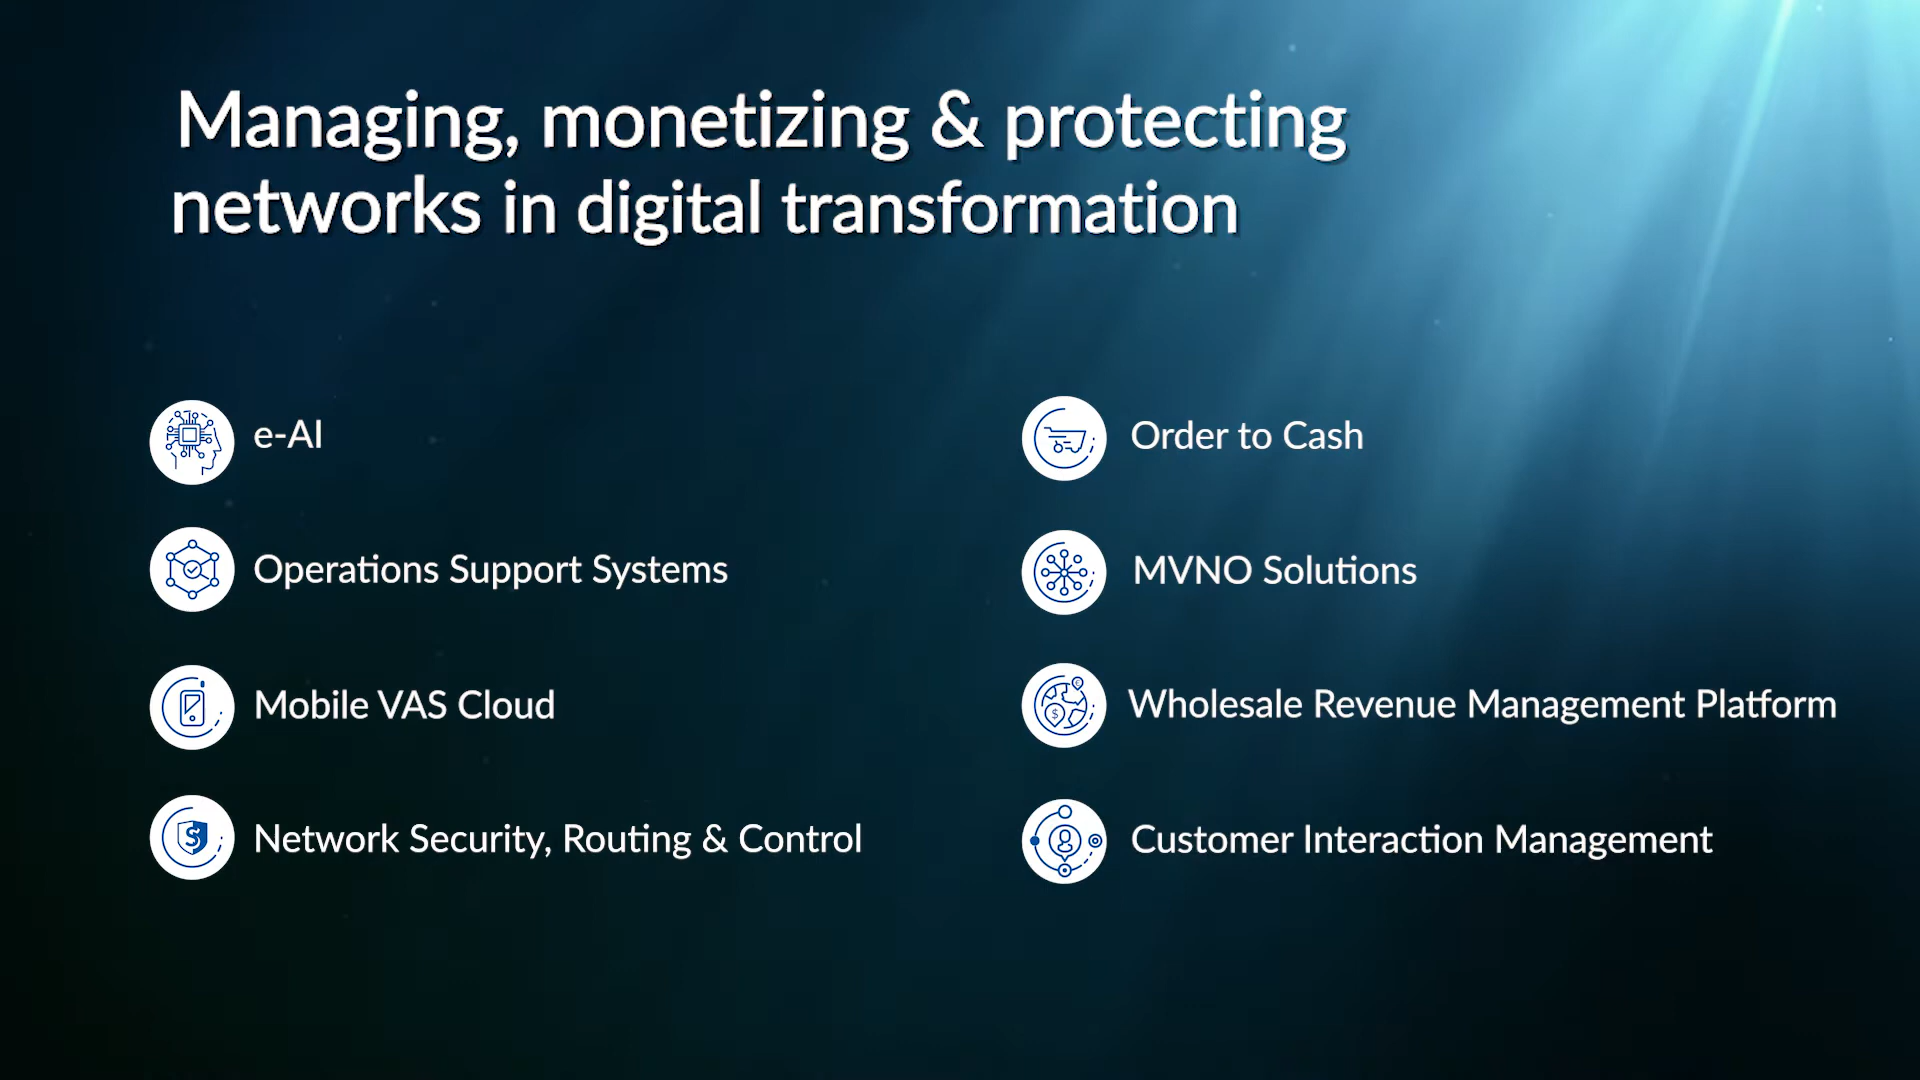 Managing, monetizing & protecting
networks in digital transformation
e-AI
Operations Support Systems
Mobile VAS Cloud
Network Security, Routing & Control
Order to Cash
MVNO Solutions
Wholesale Revenue Management Platform
Customer Interaction Management